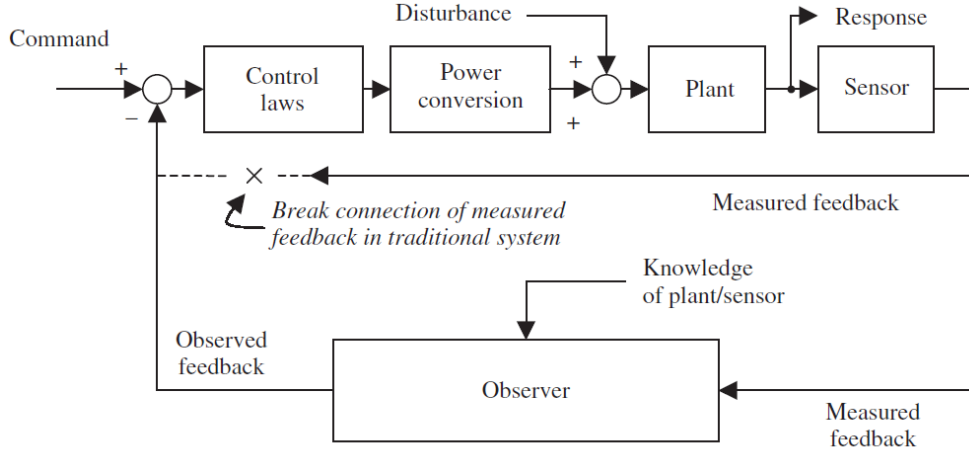 Disturbance
Response
Command
+
−
Control
laws
Power
conversion
+
+
Plant
Sensor
×
Break connection of measured
feedback in traditional system
Measured feedback
Knowledge
of plant/sensor
Observed
feedback
Observer
Measured
feedback